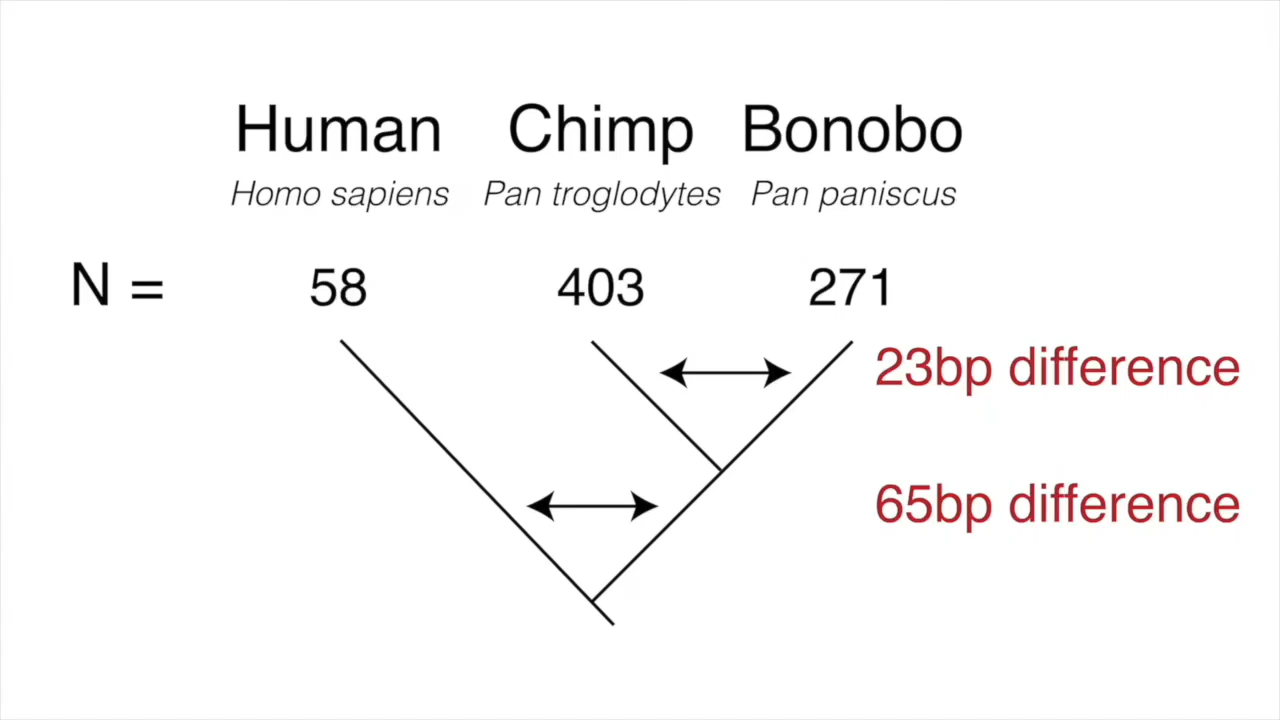 Human Chimp Bonobo
Homo sapiens Pan troglodytes Pan paniscus
N = 58 403 271
23bp difference
65bp difference